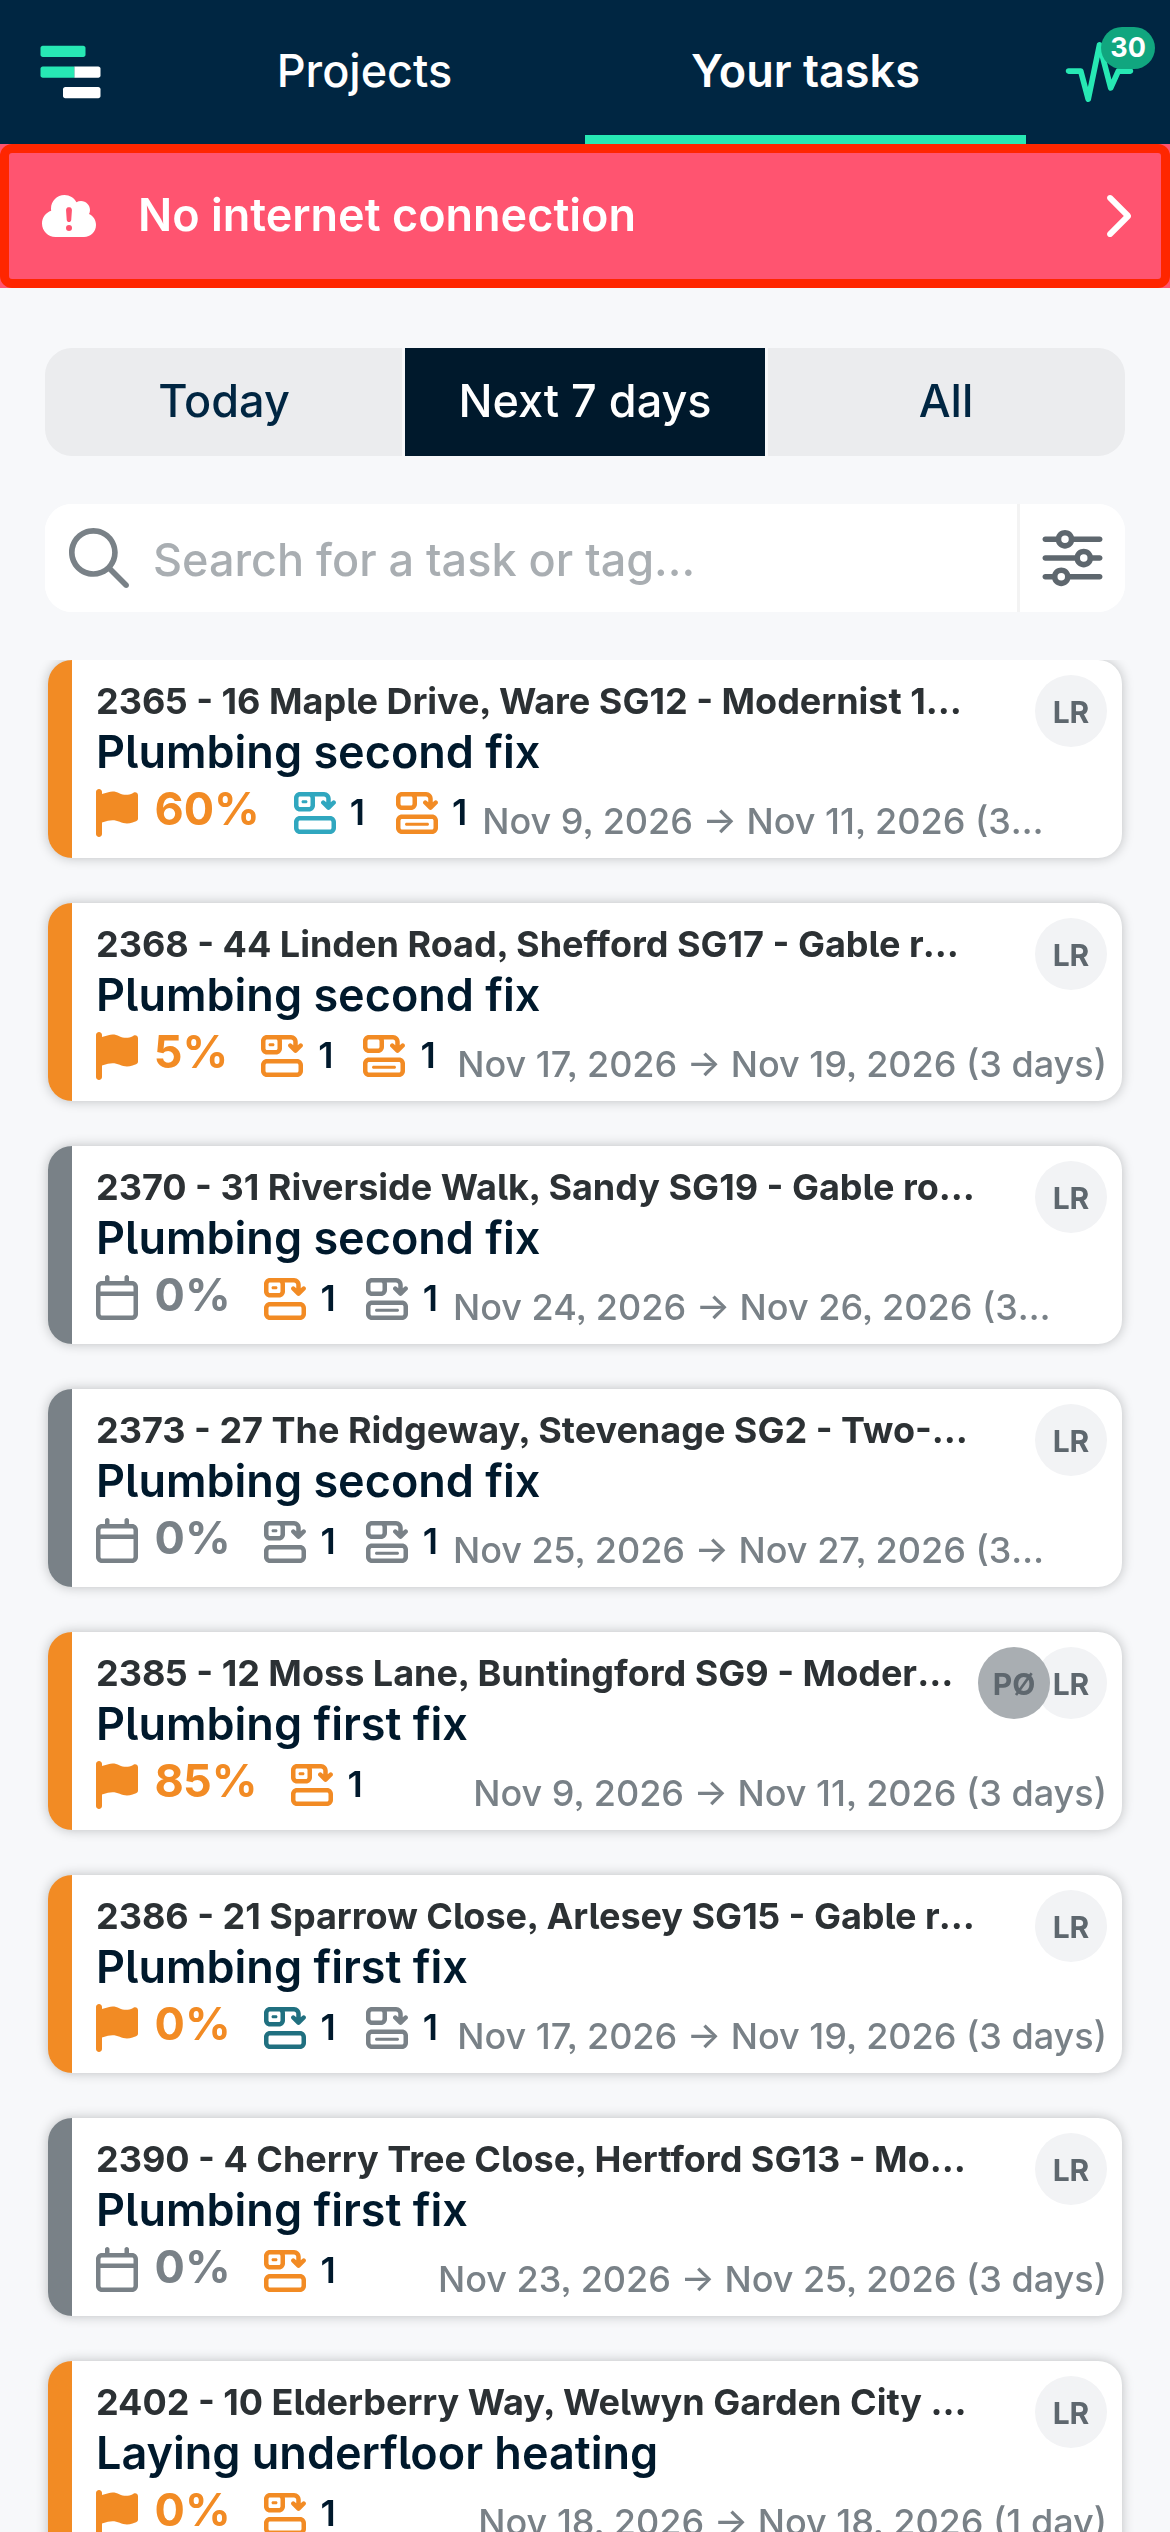 Projects
Your tasks
30
No internet connection
Today
Next 7 days
All
Search for a task or tag...
2365 - 16 Maple Drive, Ware SG12 - Modernist 1...
LR
Plumbing second fix
60% 1 1 Nov 9, 2026 → Nov 11, 2026 (3...
2368 - 44 Linden Road, Shefford SG17 - Gable r...
LR
Plumbing second fix
5% 1 1 Nov 17, 2026 → Nov 19, 2026 (3 days)
2370 - 31 Riverside Walk, Sandy SG19 - Gable ro...
LR
Plumbing second fix
0% 1 1 Nov 24, 2026 → Nov 26, 2026 (3...
2373 - 27 The Ridgeway, Stevenage SG2 - Two-...
LR
Plumbing second fix
0% 1 1 Nov 25, 2026 → Nov 27, 2026 (3...
2385 - 12 Moss Lane, Buntingford SG9 - Moder...
PØ LR
Plumbing first fix
85% 1 Nov 9, 2026 → Nov 11, 2026 (3 days)
2386 - 21 Sparrow Close, Arlesey SG15 - Gable r...
LR
Plumbing first fix
0% 1 1 Nov 17, 2026 → Nov 19, 2026 (3 days)
2390 - 4 Cherry Tree Close, Hertford SG13 - Mo...
LR
Plumbing first fix
0% 1 Nov 23, 2026 → Nov 25, 2026 (3 days)
2402 - 10 Elderberry Way, Welwyn Garden City ...
LR
Laying underfloor heating
0% 1 Nov 18, 2026 → Nov 18, 2026 (1 day)